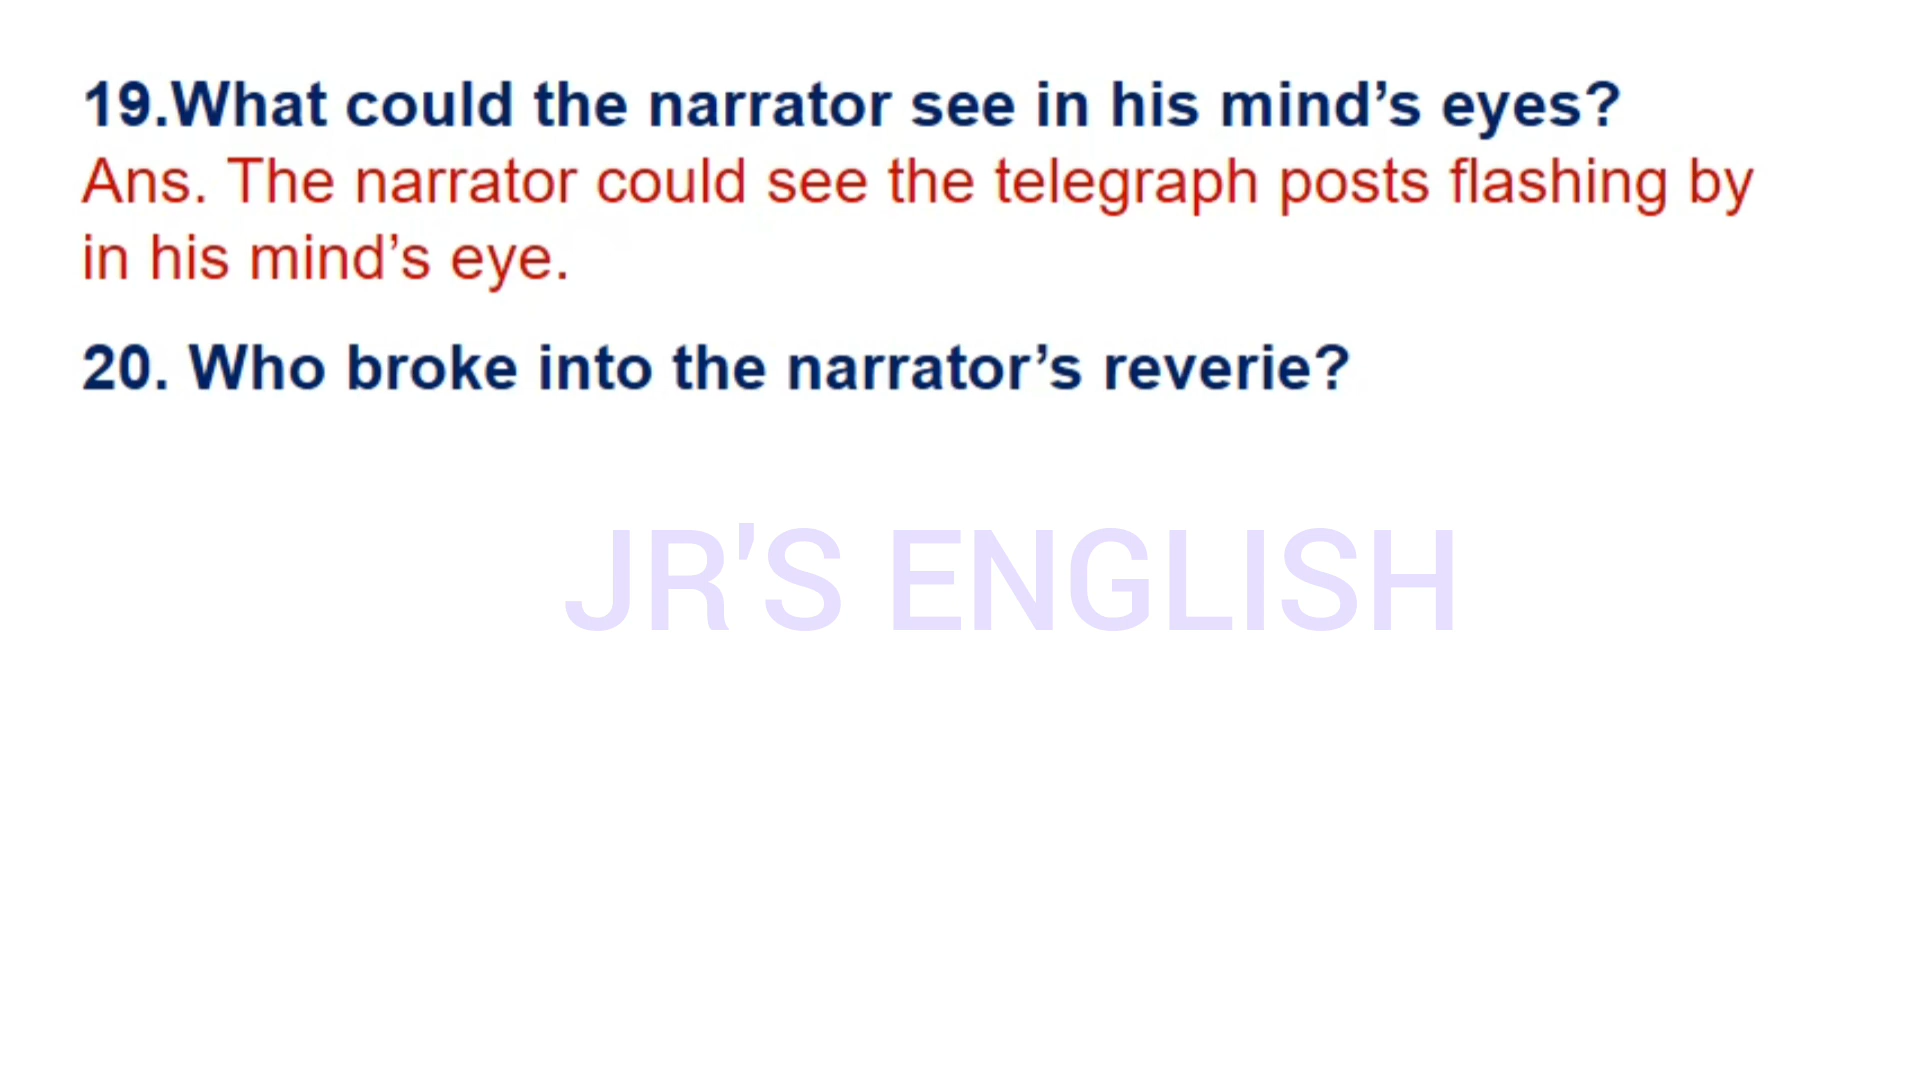 19.What could the narrator see in his mind’s eyes?
Ans. The narrator could see the telegraph posts flashing by
in his mind’s eye.
20. Who broke into the narrator’s reverie?
JR'S ENGLISH